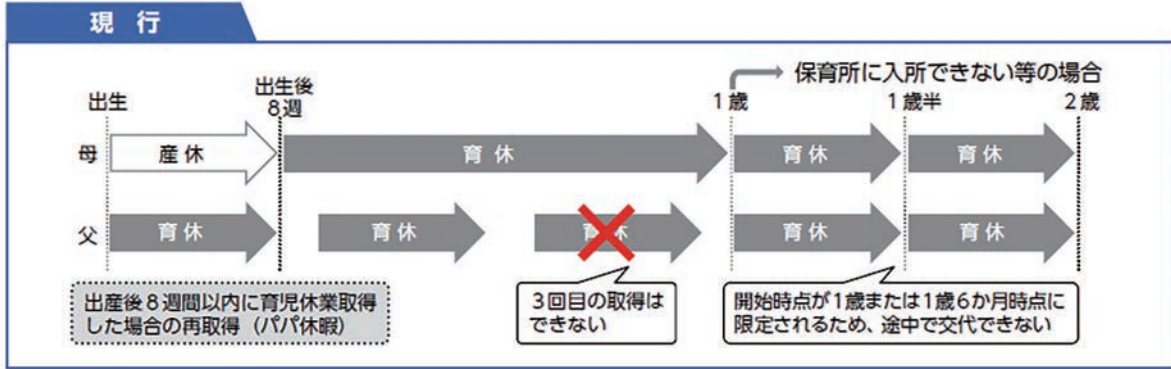 現 行
保育所に入所できない等の場合
出生
出生後
8週
1歳
1歳半
2歳
母
産休
育休
育休
育休
父
育休
育休
育休
育休
育休
出産後8週間以内に育児休業取得
した場合の再取得（パパ休暇）
3回目の取得は
できない
開始時点が1歳または1歳6か月時点に
限定されるため、途中で交代できない